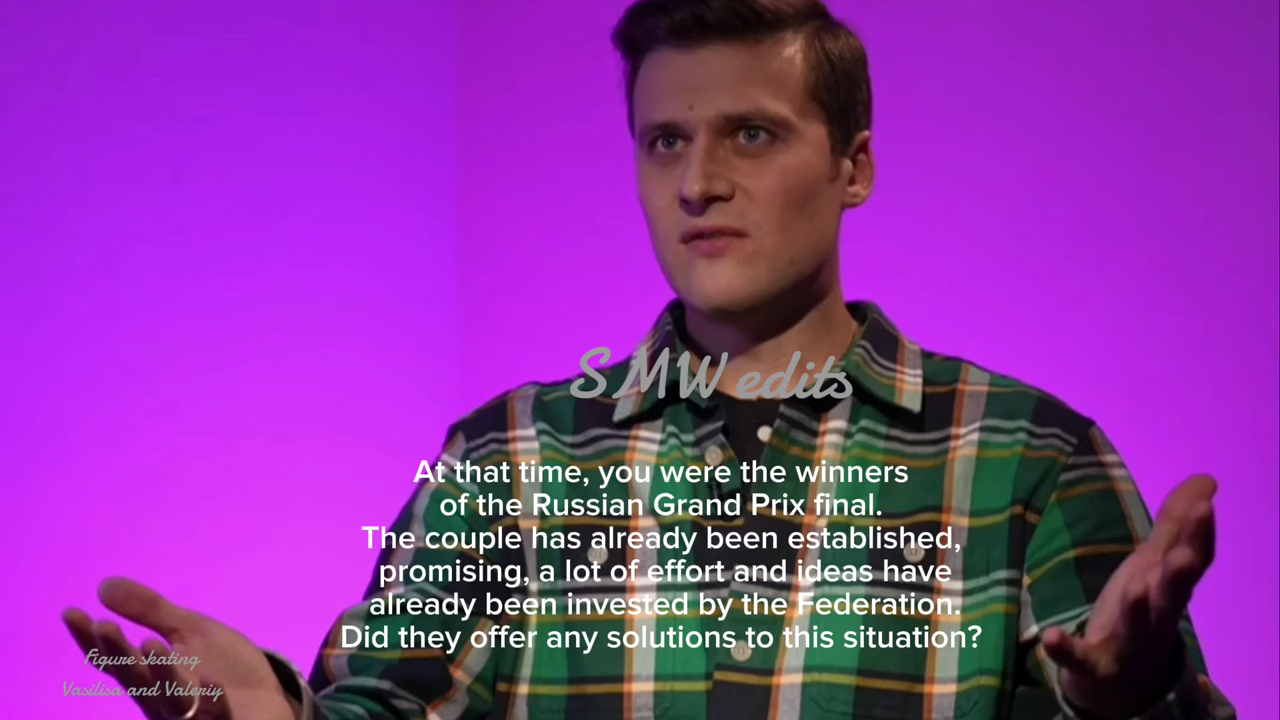 SMW edits
At that time, you were the winners
of the Russian Grand Prix final.
The couple has already been established,
promising, a lot of effort and ideas have
already been invested by the Federation.
Did they offer any solutions to this situation?
Figure skating
Vasilisa and Valeriy